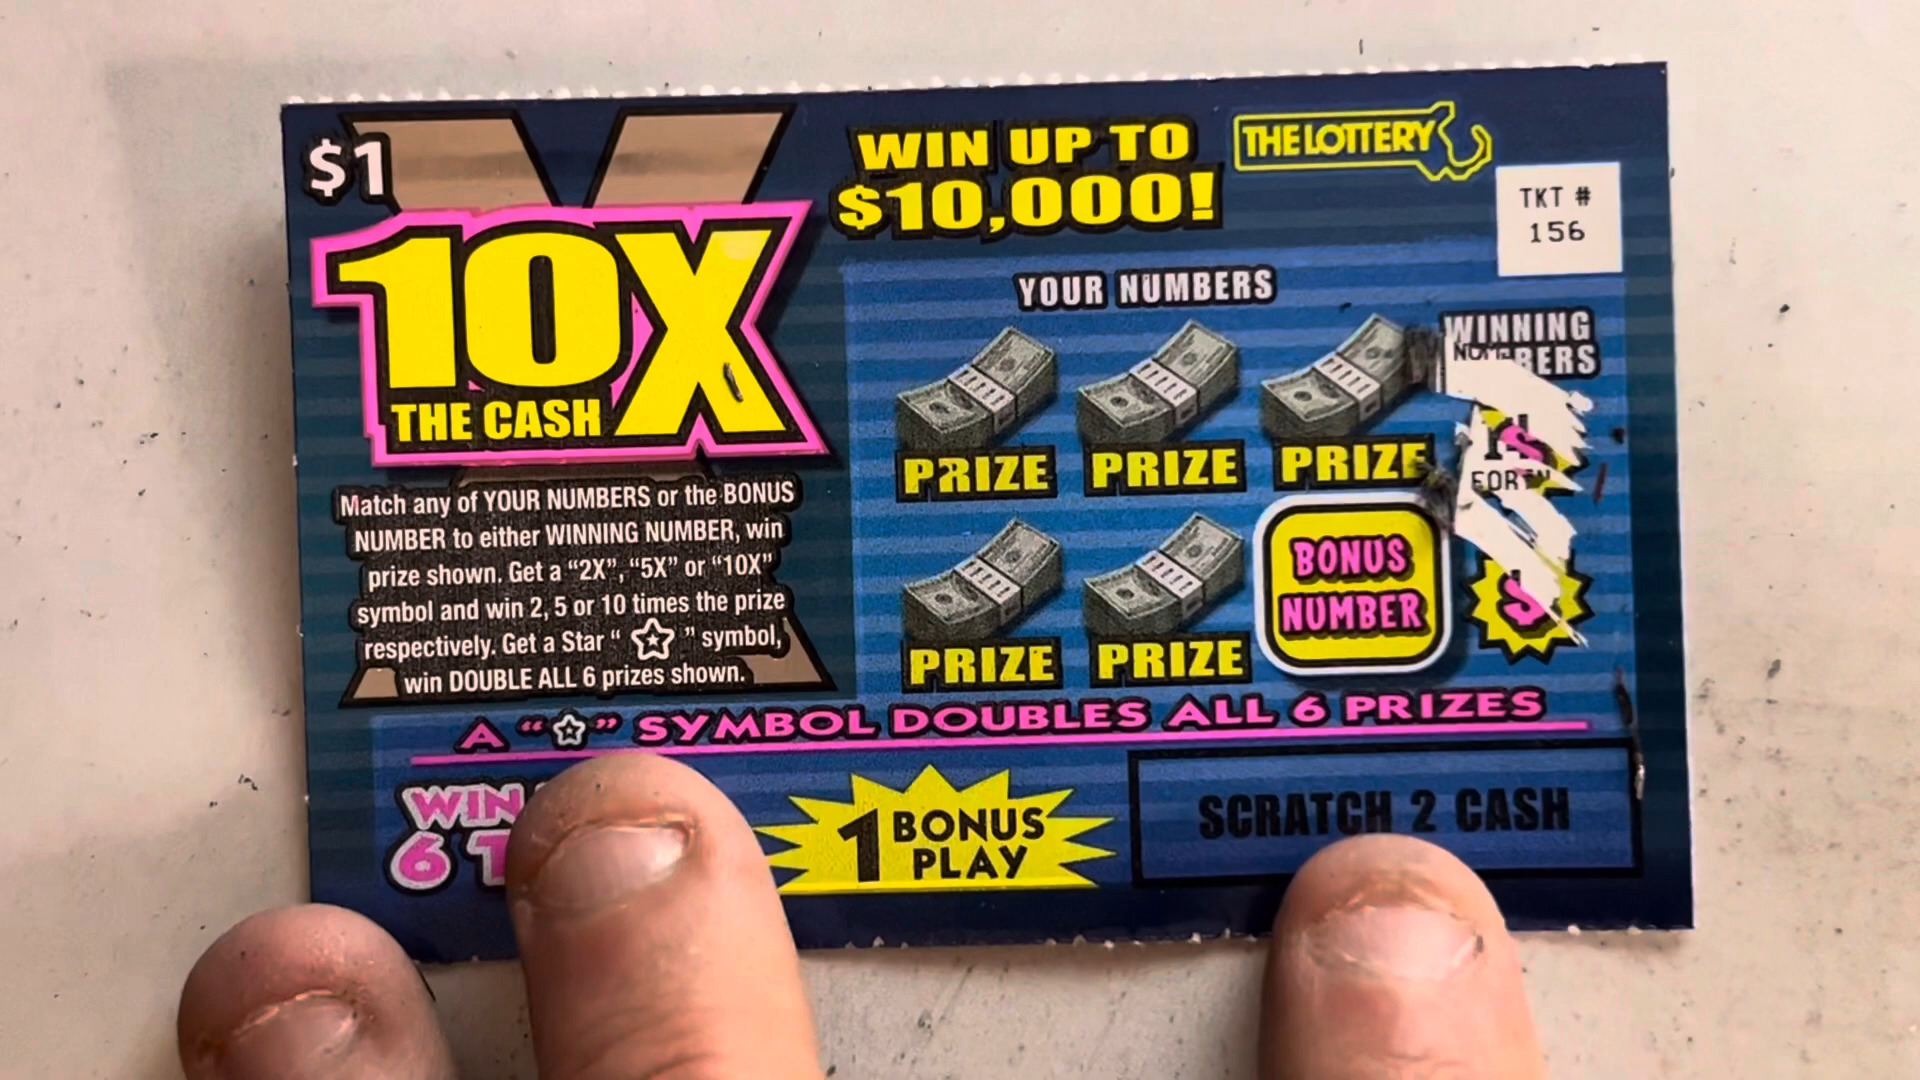 $1
10X
THE CASH
WIN UP TO
$10,000!
THE LOTTERY
TKT #
156
YOUR NUMBERS
WINNING
PRIZE PRIZE PRIZE
PRIZE PRIZE
BONUS
NUMBER
$
Match any of YOUR NUMBERS or the BONUS
NUMBER to either WINNING NUMBER, win
prize shown. Get a "2X", "5X" or "10X"
symbol and win 2, 5 or 10 times the prize
respectively. Get a Star " ☆ " symbol,
win DOUBLE ALL 6 prizes shown.
A "☆" SYMBOL DOUBLES ALL 6 PRIZES
WIN
6
1 BONUS
PLAY
SCRATCH 2 CASH